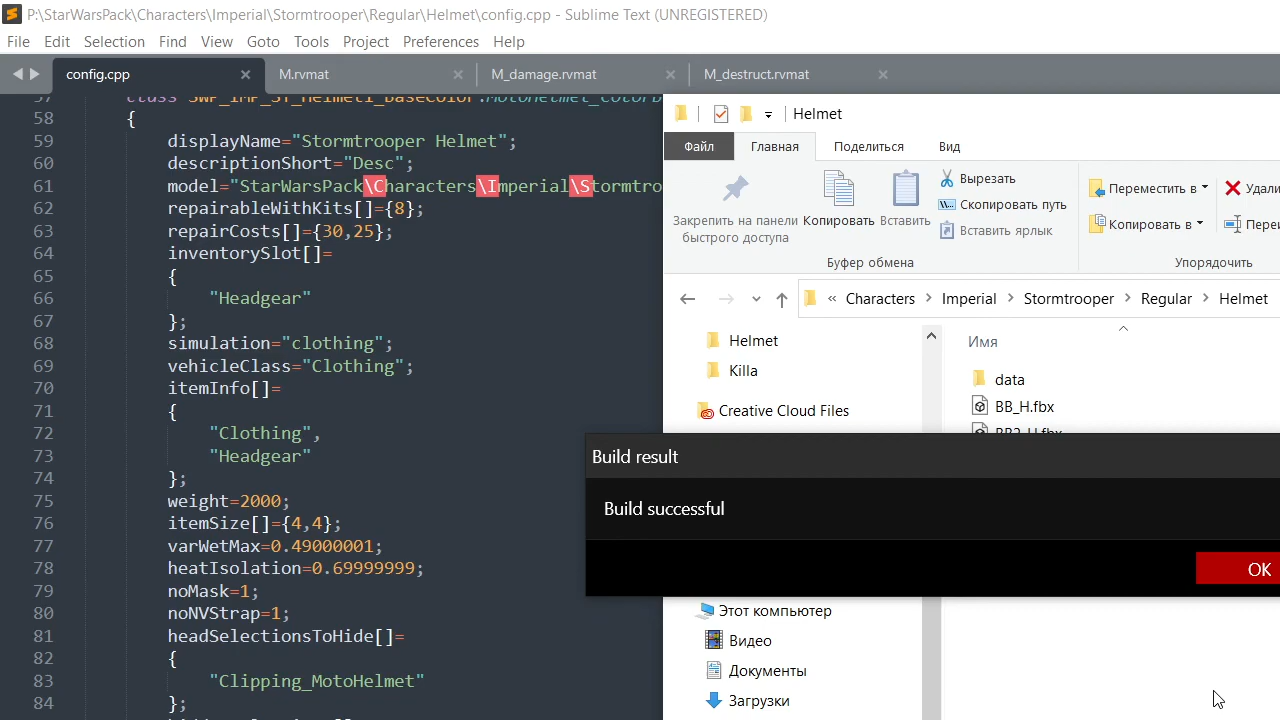 P:\StarWarsPack\Characters\Imperial\Stormtrooper\Regular\Helmet\config.cpp - Sublime Text (UNREGISTERED)
File Edit Selection Find View Goto Tools Project Preferences Help
config.cpp M.rvmat M_damage.rvmat M_destruct.rvmat
58 {
59 displayName="Stormtrooper Helmet";
60 descriptionShort="Desc";
61 model="StarWarsPack\Characters\Imperial\Stormtro
62 repairableWithKits[]={8};
63 repairCosts[]={30,25};
64 inventorySlot[]=
65 {
66 "Headgear"
67 };
68 simulation="clothing";
69 vehicleClass="Clothing";
70 itemInfo[]=
71 {
72 "Clothing",
73 "Headgear"
74 };
75 weight=2000;
76 itemSize[]={4,4};
77 varWetMax=0.49000001;
78 heatIsolation=0.69999999;
79 noMask=1;
80 noNVStrap=1;
81 headSelectionsToHide[]=
82 {
83 "Clipping_MotoHelmet"
84 };
Helmet
Файл Главная Поделиться Вид
Закрепить на панели быстрого доступа
Копировать
Вставить
Вырезать
Скопировать путь
Вставить ярлык
Буфер обмена
Переместить в
Копировать в
Удали
Переи
Упорядочить
« Characters > Imperial > Stormtrooper > Regular > Helmet
Helmet
Killa
Creative Cloud Files
Имя
data
BB_H.fbx
Build result
Build successful
OK
Этот компьютер
Видео
Документы
Загрузки